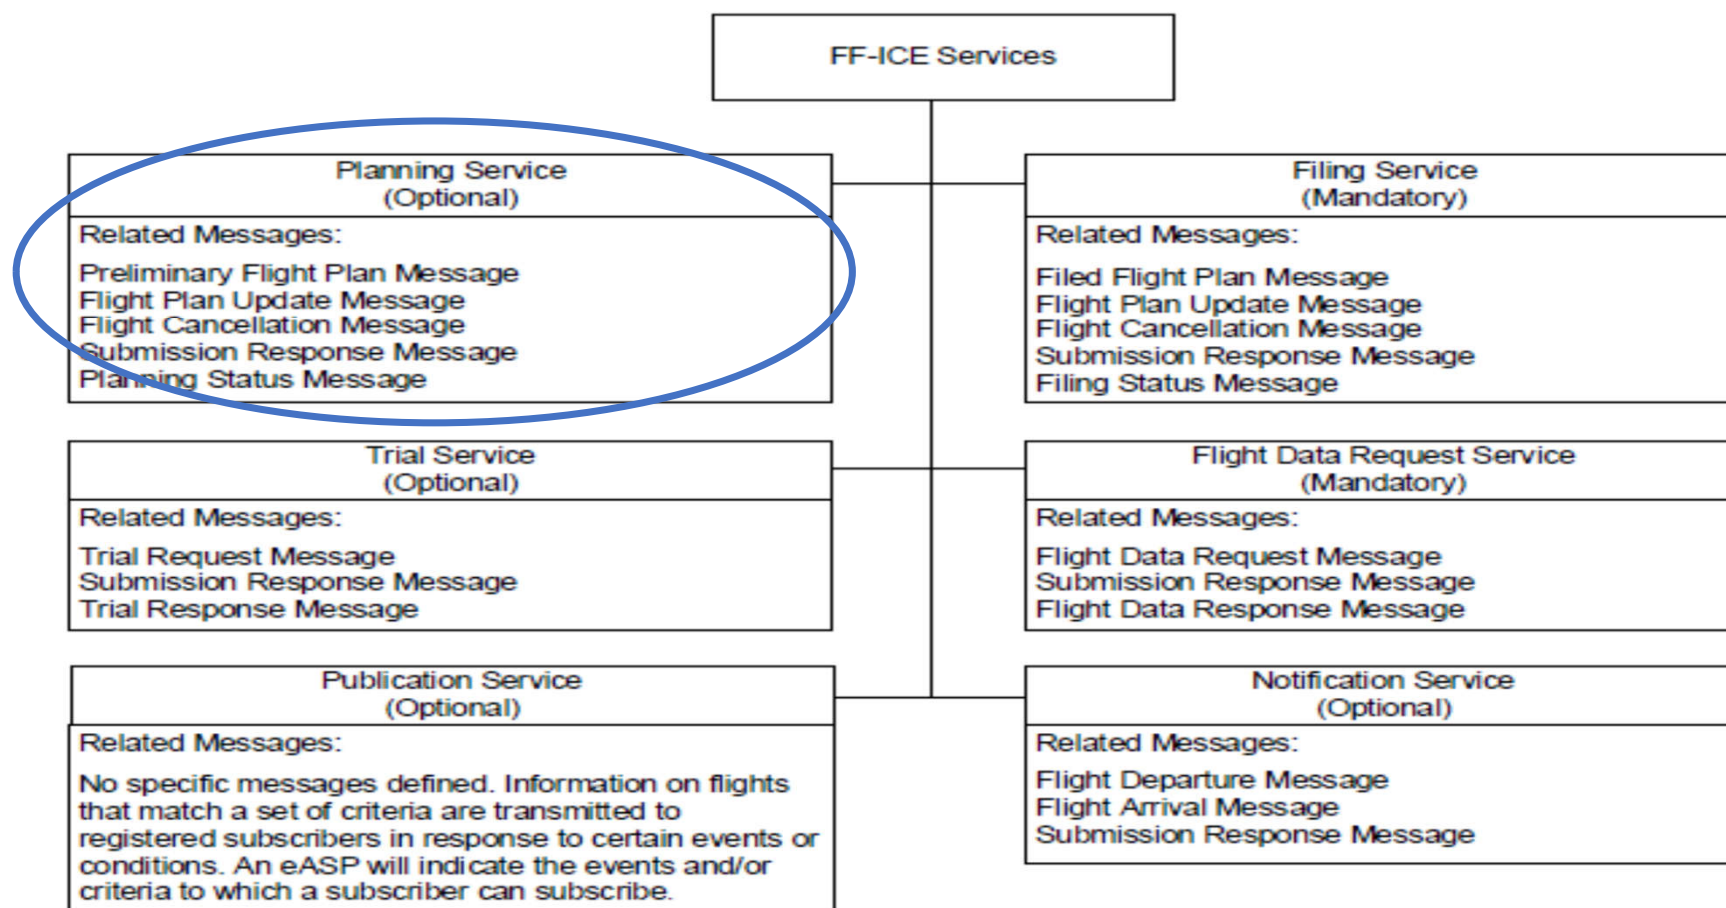 FF-ICE Services
Planning Service
(Optional)
Related Messages:
Preliminary Flight Plan Message
Flight Plan Update Message
Flight Cancellation Message
Submission Response Message
Planning Status Message
Filing Service
(Mandatory)
Related Messages:
Filed Flight Plan Message
Flight Plan Update Message
Flight Cancellation Message
Submission Response Message
Filing Status Message
Trial Service
(Optional)
Related Messages:
Trial Request Message
Submission Response Message
Trial Response Message
Flight Data Request Service
(Mandatory)
Related Messages:
Flight Data Request Message
Submission Response Message
Flight Data Response Message
Publication Service
(Optional)
Related Messages:
No specific messages defined. Information on flights
that match a set of criteria are transmitted to
registered subscribers in response to certain events or
conditions. An eASP will indicate the events and/or
criteria to which a subscriber can subscribe.
Notification Service
(Optional)
Related Messages:
Flight Departure Message
Flight Arrival Message
Submission Response Message